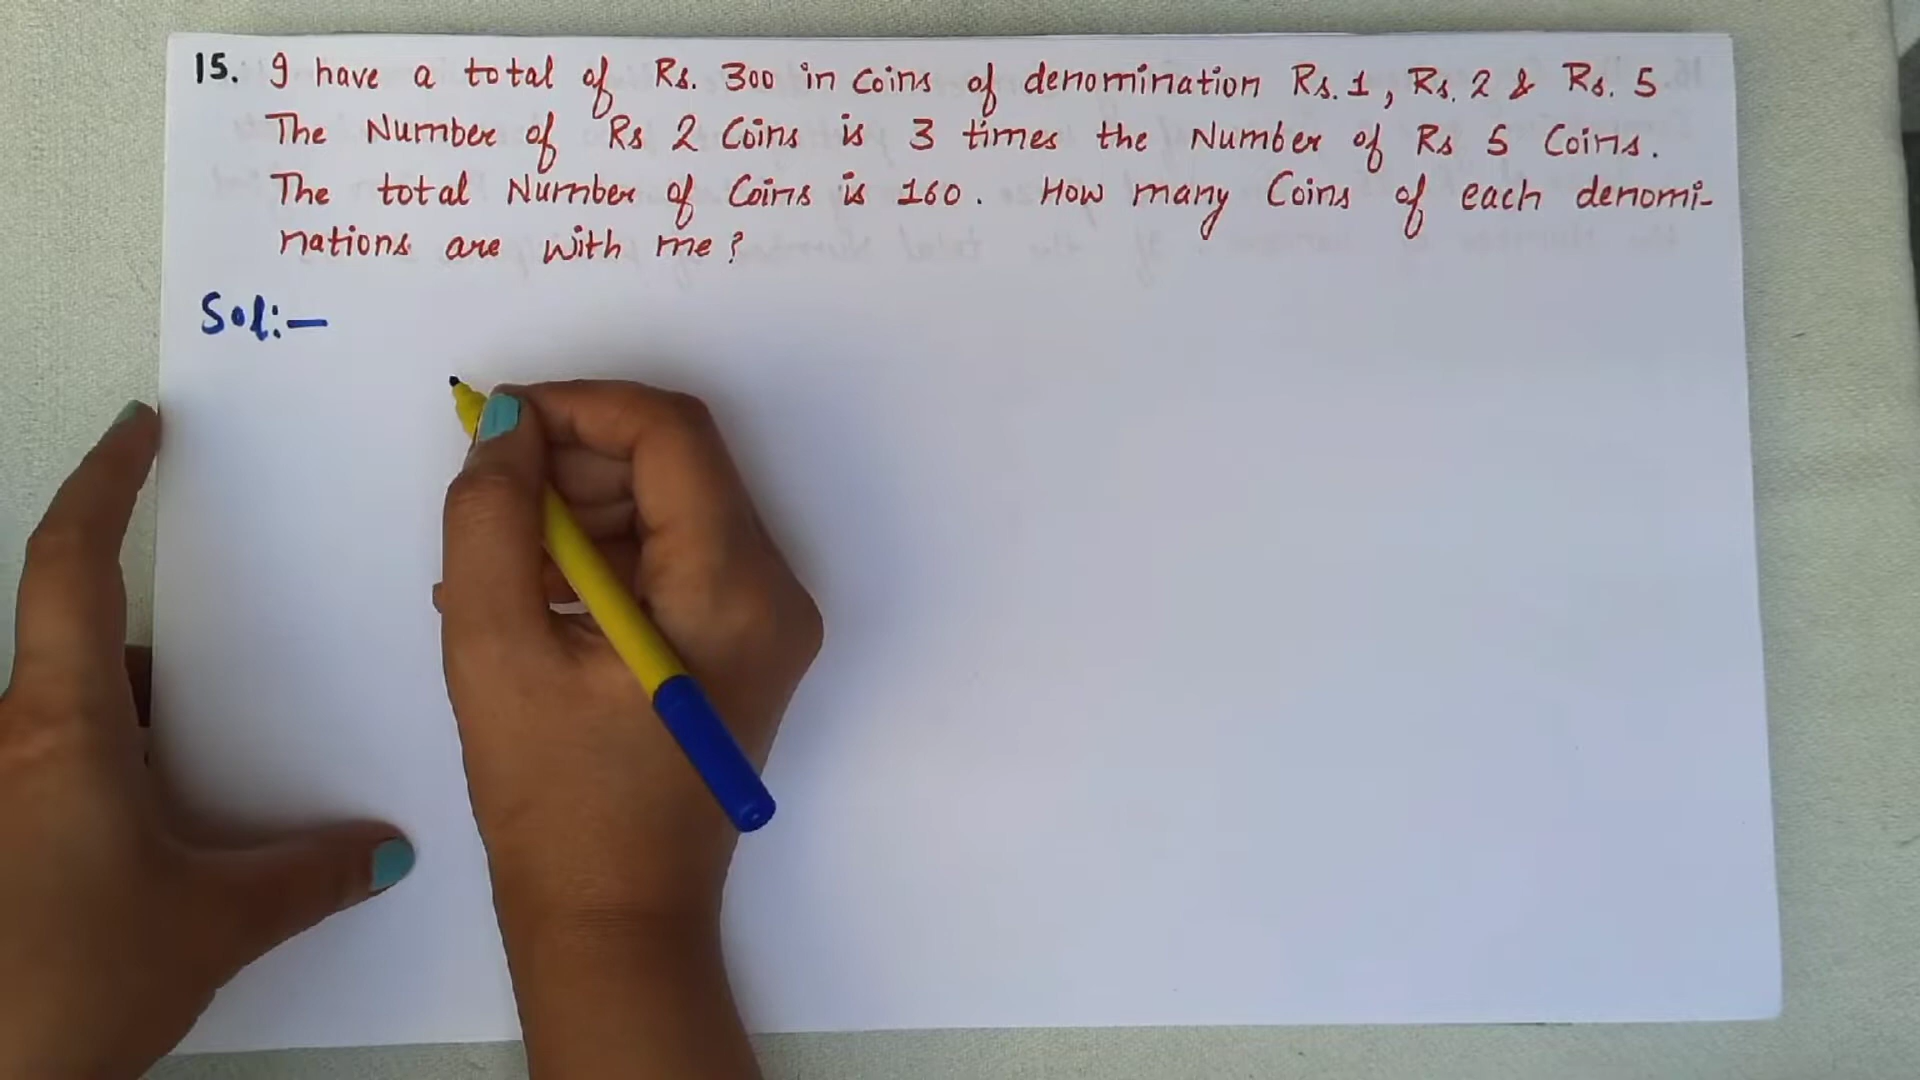 15. I have a total of Rs. 300 in coins of denomination Rs. 1, Rs. 2 & Rs. 5
The Number of Rs 2 Coins is 3 times the Number of Rs 5 Coins.
The total Number of Coins is 160. How many Coins of each denomi-
nations are with me?
Sol:—